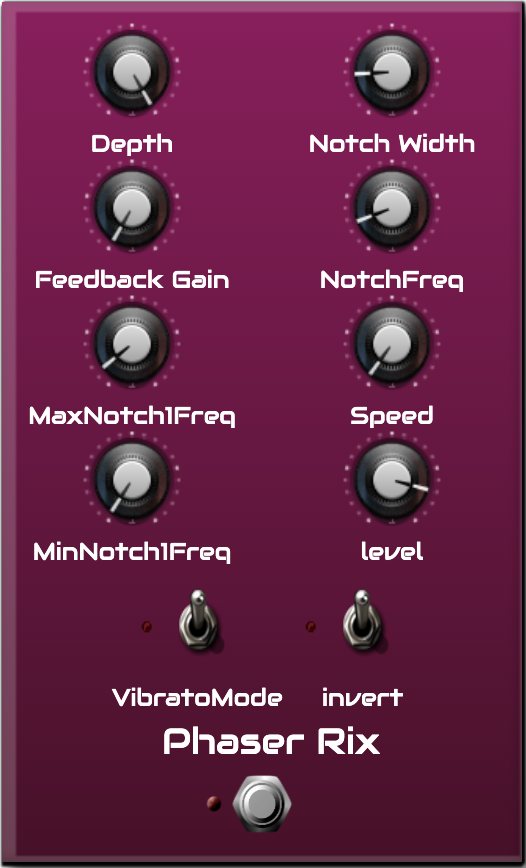 Depth
Notch Width
Feedback Gain
NotchFreq
MaxNotch1Freq
Speed
MinNotch1Freq
level
VibratoMode
invert
Phaser Rix